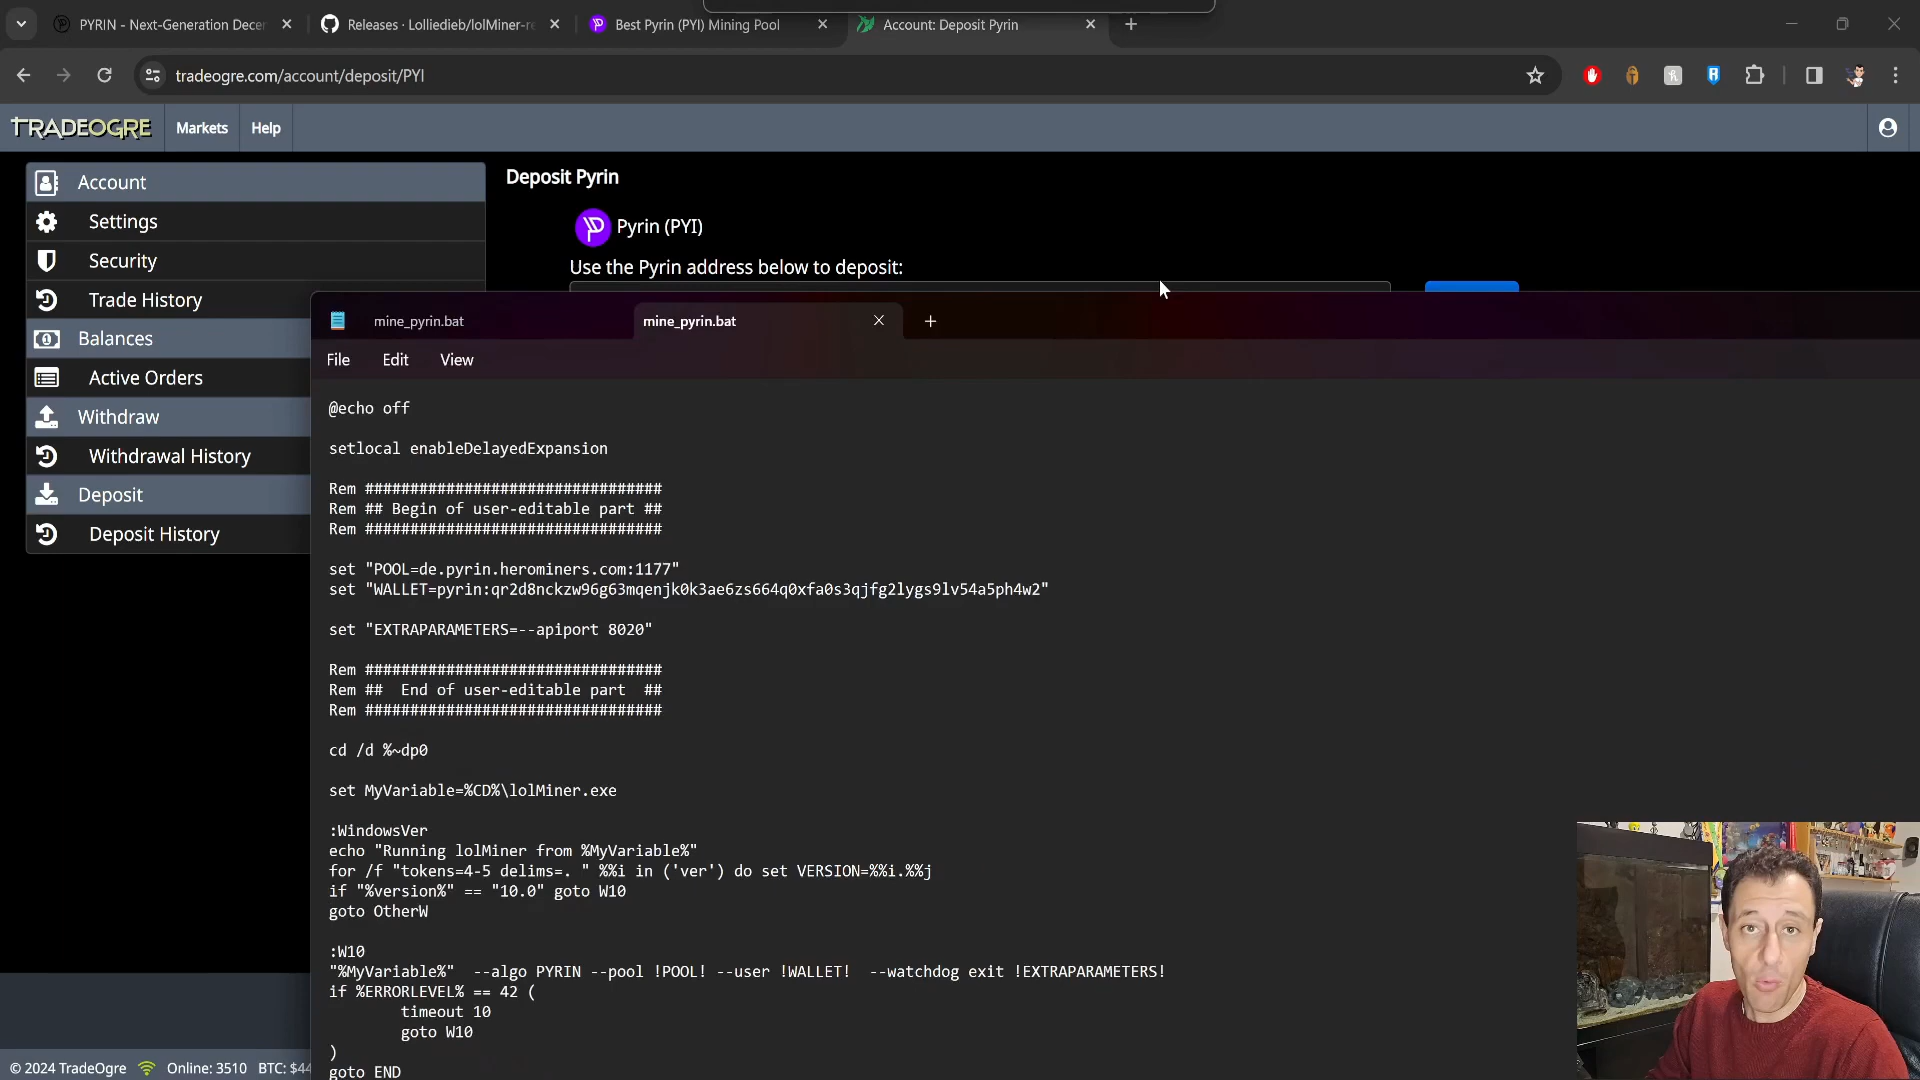 PYRIN - Next-Generation Decen
Releases · Lolliedieb/lolMiner-re
Best Pyrin (PYI) Mining Pool
Account: Deposit Pyrin
tradeogre.com/account/deposit/PYI
TRADEOGRE
Markets
Help
Account
Settings
Security
Trade History
Balances
Active Orders
Withdraw
Withdrawal History
Deposit
Deposit History
Deposit Pyrin
Pyrin (PYI)
Use the Pyrin address below to deposit:
mine_pyrin.bat
mine_pyrin.bat
File
Edit
View
@echo off
setlocal enableDelayedExpansion
Rem #################################
Rem ## Begin of user-editable part ##
Rem #################################
set "POOL=de.pyrin.herominers.com:1177"
set "WALLET=pyrin:qr2d8nckzw96g63mqenjk0k3ae6zs664q0xfa0s3qjfg2lygs9lv54a5ph4w2"
set "EXTRAPARAMETERS=--apiport 8020"
Rem #################################
Rem ##  End of user-editable part  ##
Rem #################################
cd /d %~dp0
set MyVariable=%CD%\lolMiner.exe
:WindowsVer
echo "Running lolMiner from %MyVariable%"
for /f "tokens=4-5 delims=. " %%i in ('ver') do set VERSION=%%i.%%j
if "%version%" == "10.0" goto W10
goto OtherW
:W10
"%MyVariable%"  --algo PYRIN --pool !POOL! --user !WALLET!  --watchdog exit !EXTRAPARAMETERS!
if %ERRORLEVEL% == 42 (
timeout 10
goto W10
)
goto END
© 2024 TradeOgre
Online: 3510
BTC: $44